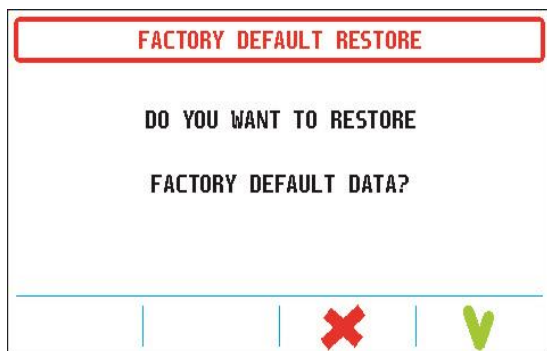 FACTORY DEFAULT RESTORE
DO YOU WANT TO RESTORE
FACTORY DEFAULT DATA?